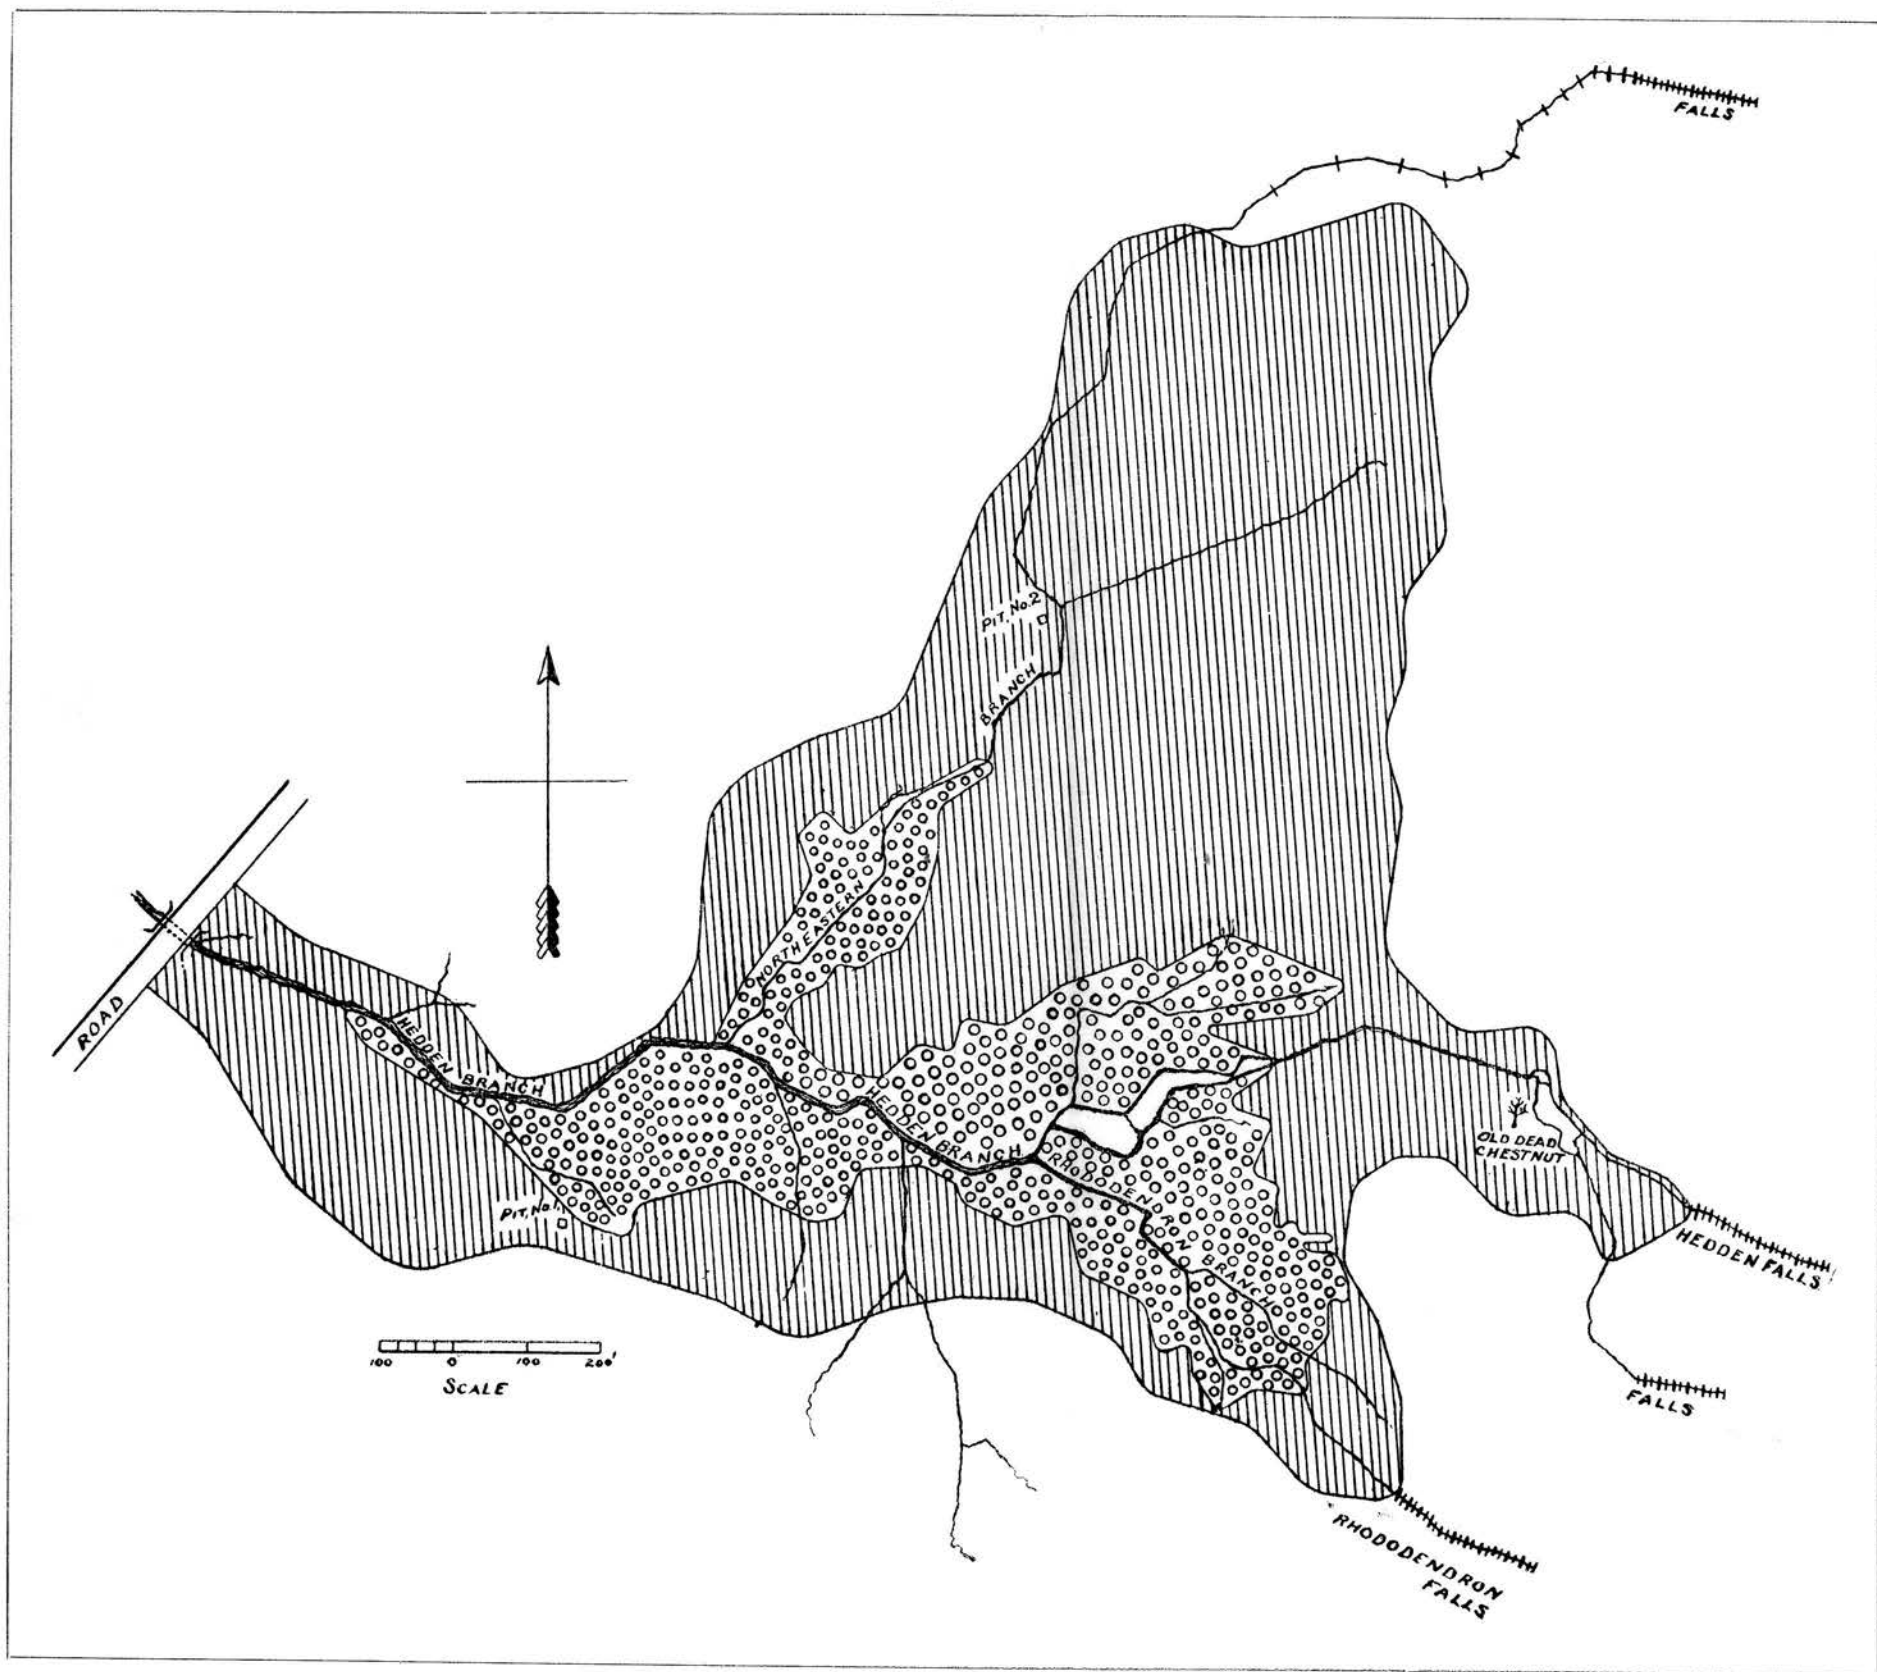 FALLS
PIT, No. 2
BRANCH
NORTHEASTERN
ROAD
HEDDEN BRANCH
HEDDEN BRANCH
RHODODENDRON BRANCH
OLD DEAD
CHESTNUT
PIT, No. 1,
HEDDEN FALLS
100 0 100 200'
SCALE
FALLS
RHODODENDRON
FALLS